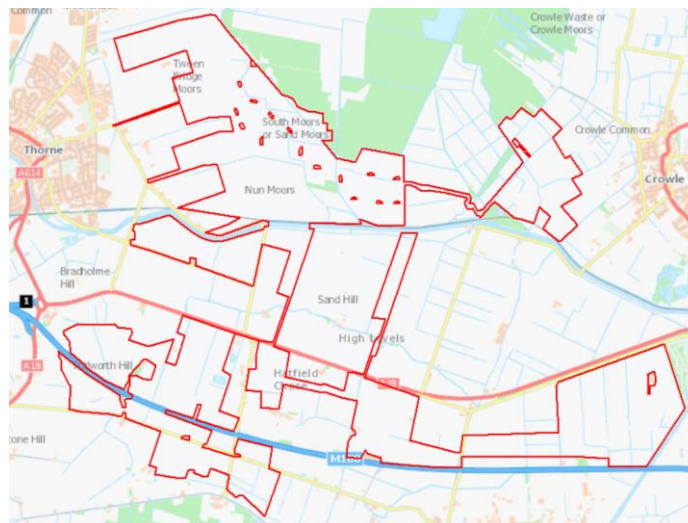 Common
Crowle Waste or
Crowle Moors
Tween
Bridge
Moors
South Moors
or Sand Moors
Crowle Common
Thorne
A614
Crowle
Nun Moors
Bradholme
Hill
Sand Hill
1
High Levels
A18
Hatfield
Chase
M180